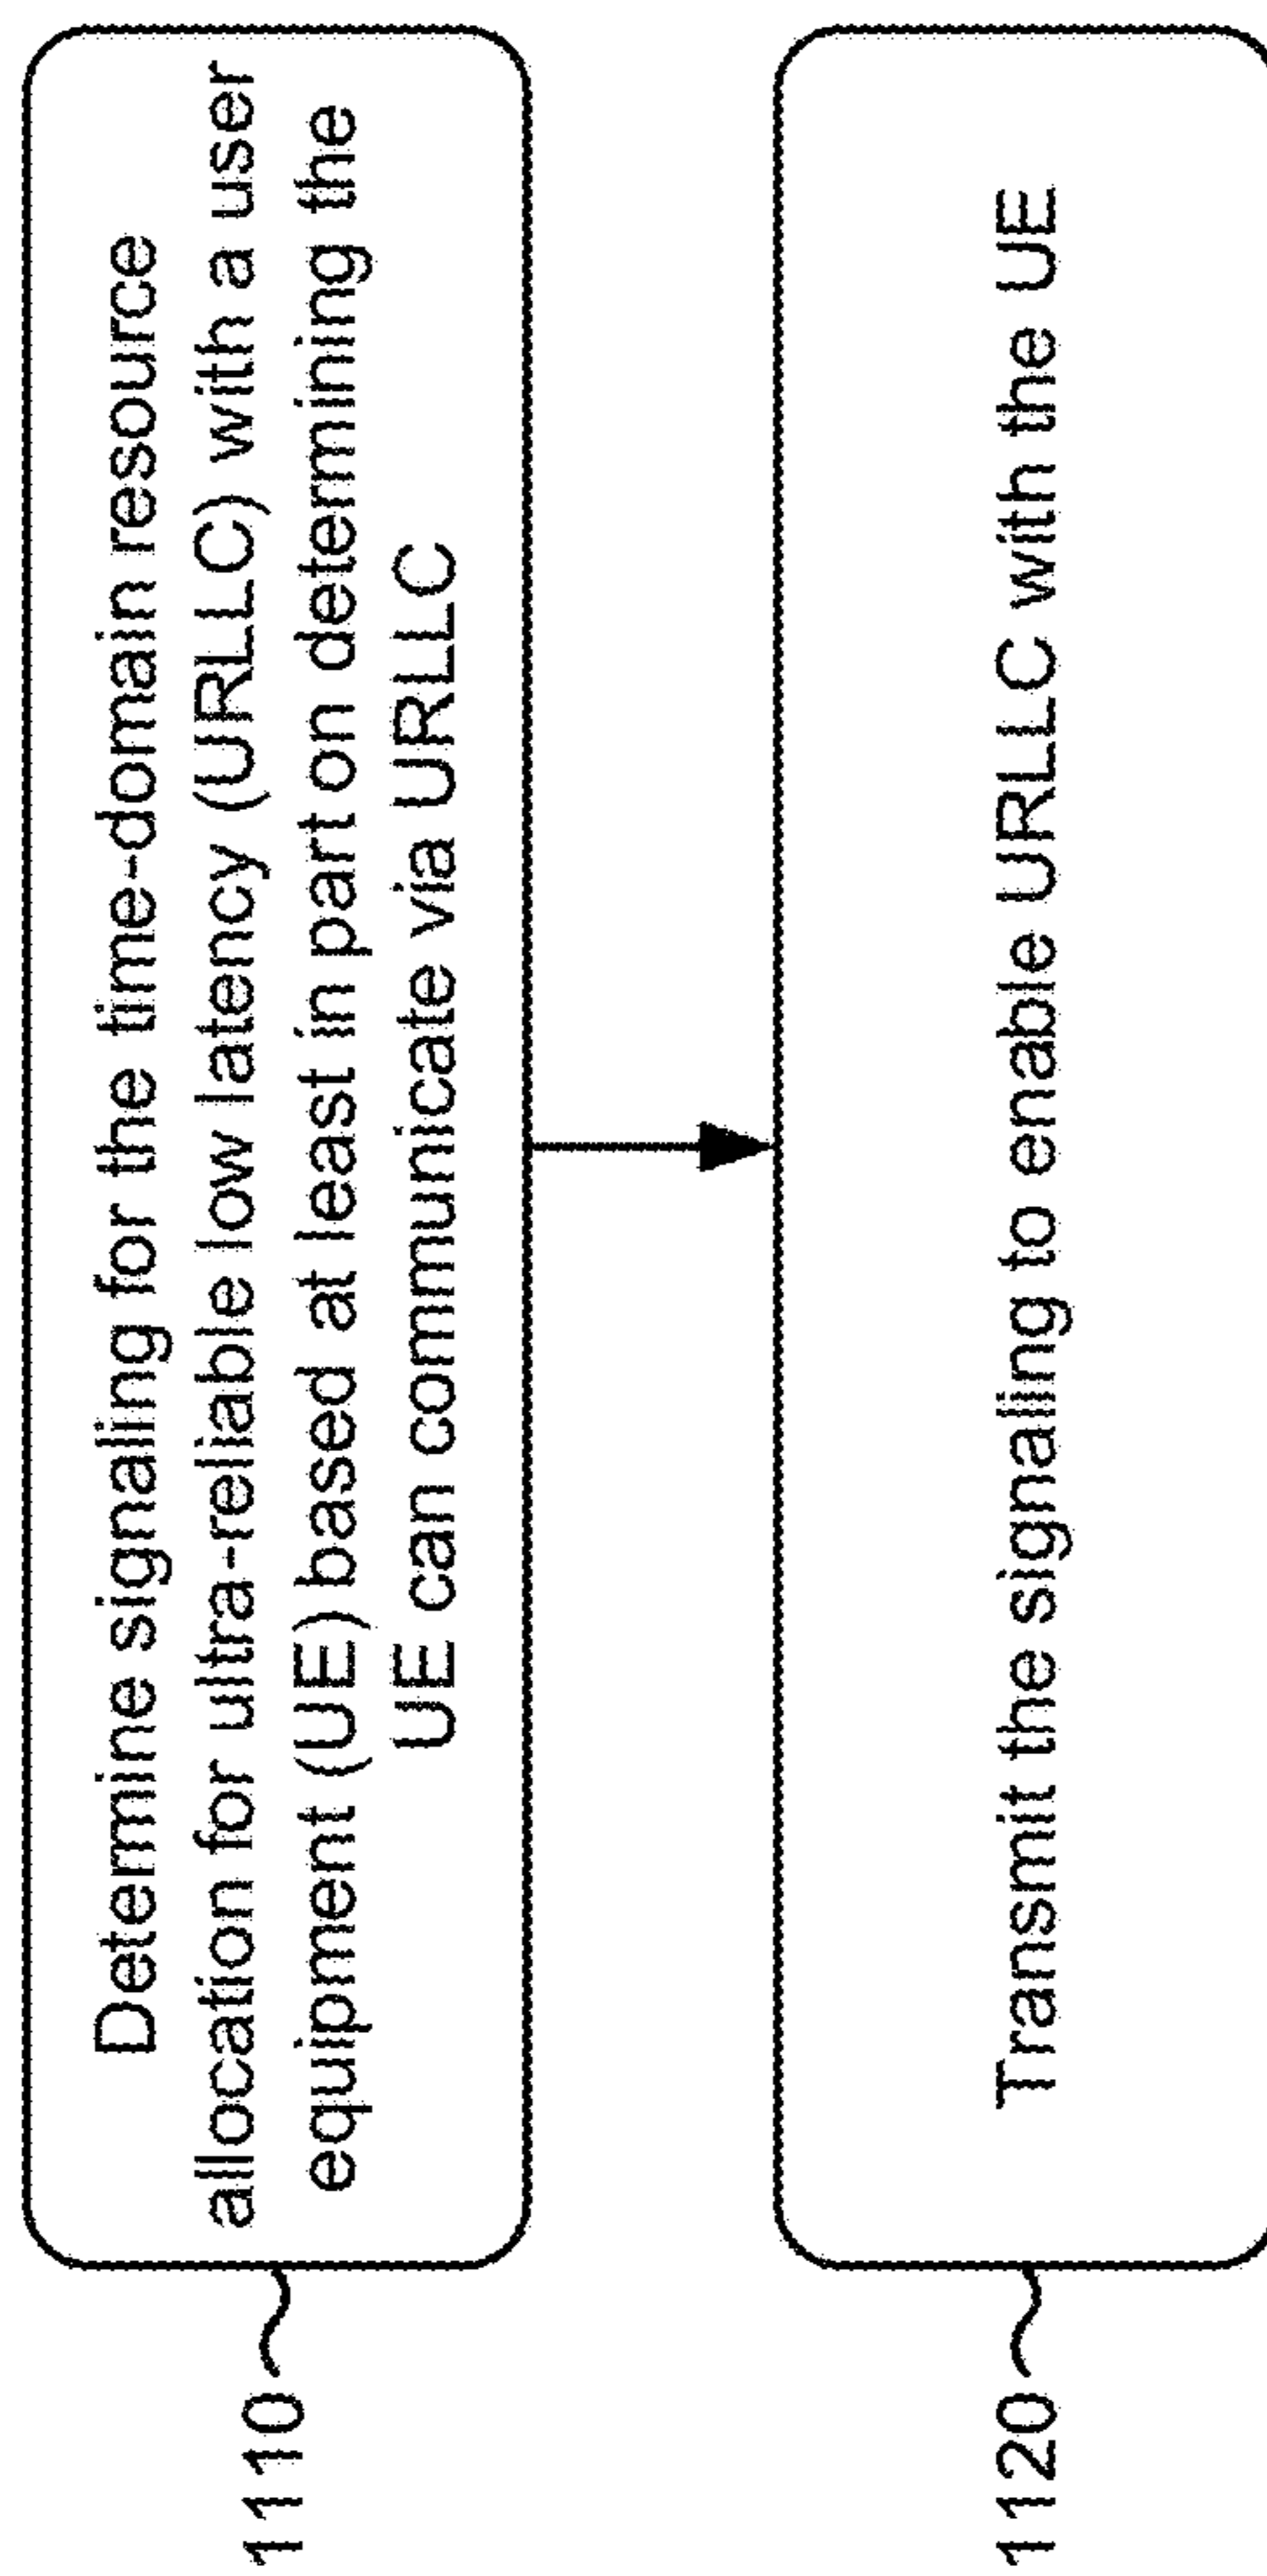 1110
Determine signaling for the time-domain resource
allocation for ultra-reliable low latency (URLLC) with a user
equipment (UE) based at least in part on determining the
UE can communicate via URLLC
1120
Transmit the signaling to enable URLLC with the UE